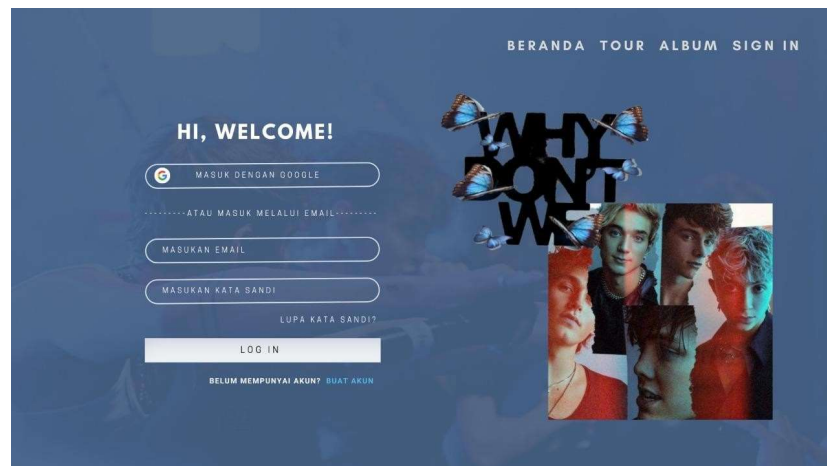 BERANDA TOUR ALBUM SIGN IN
HI, WELCOME!
MASUK DENGAN GOOGLE
---------ATAU MASUK MELALUI EMAIL---------
MASUKAN EMAIL
MASUKAN KATA SANDI
LUPA KATA SANDI?
LOG IN
BELUM MEMPUNYAI AKUN? BUAT AKUN
WHY
DON'T
WE